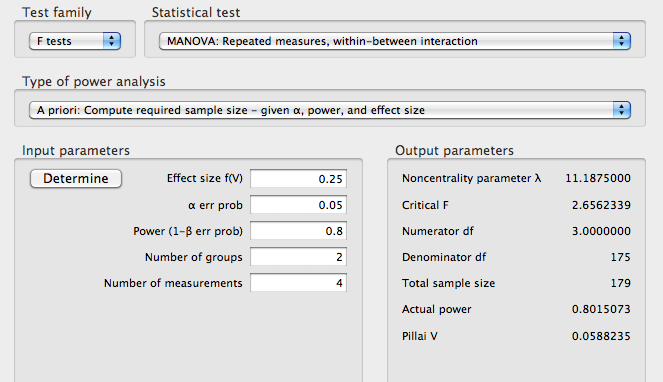 Test family
Statistical test
F tests
MANOVA: Repeated measures, within-between interaction
Type of power analysis
A priori: Compute required sample size - given α, power, and effect size
Input parameters
Determine
Effect size f(V) 0.25
α err prob 0.05
Power (1-β err prob) 0.8
Number of groups 2
Number of measurements 4
Output parameters
Noncentrality parameter λ 11.1875000
Critical F 2.6562339
Numerator df 3.0000000
Denominator df 175
Total sample size 179
Actual power 0.8015073
Pillai V 0.0588235